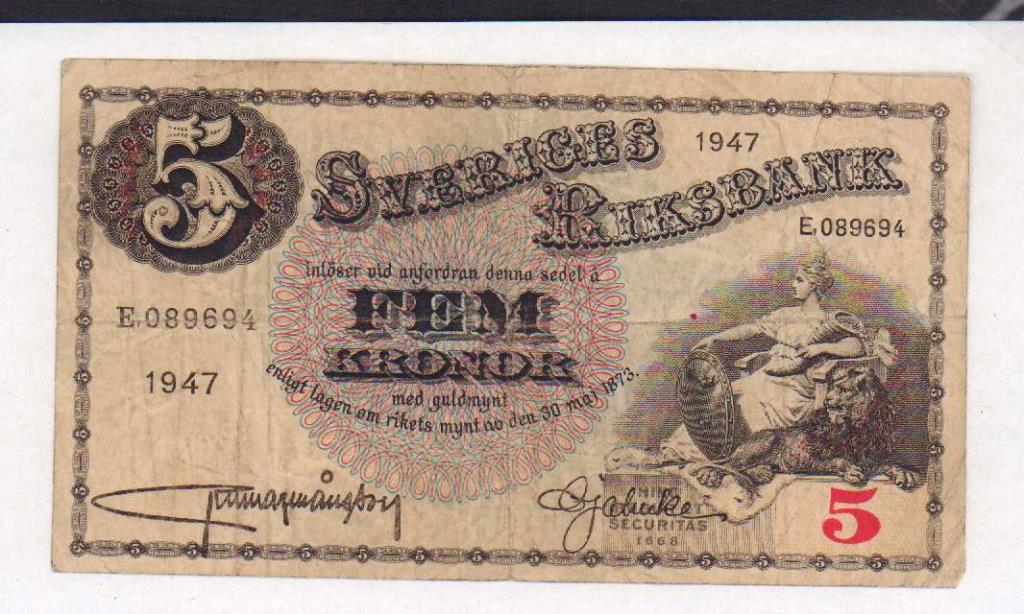 5
SVERIGES
1947
RIKSBANK
E,089694
Inlöser vid anfordran denna sedel å
FEM
KRONOR
med guldmynt
enligt lagen om rikets mynt av den 30 maj 1873.
E,089694
1947
SECURITAS
1668
5